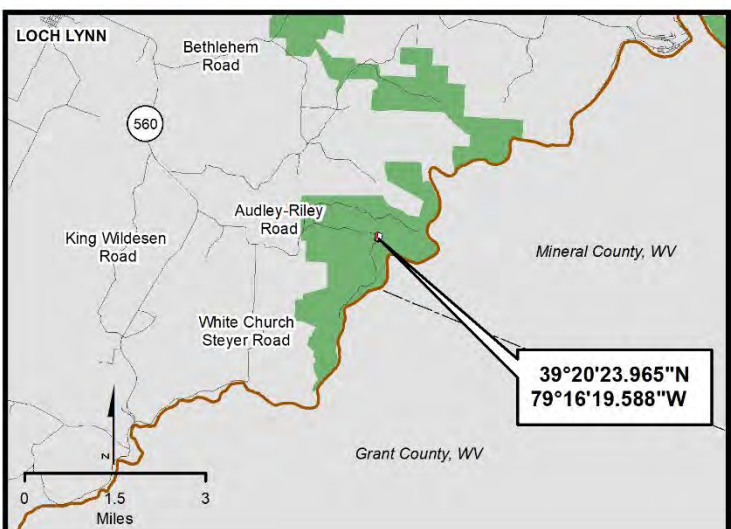 LOCH LYNN
Bethlehem
Road
560
Audley-Riley
Road
King Wildesen
Road
Mineral County, WV
White Church
Steyer Road
39°20'23.965"N
79°16'19.588"W
Grant County, WV
N
0 1.5 3
Miles